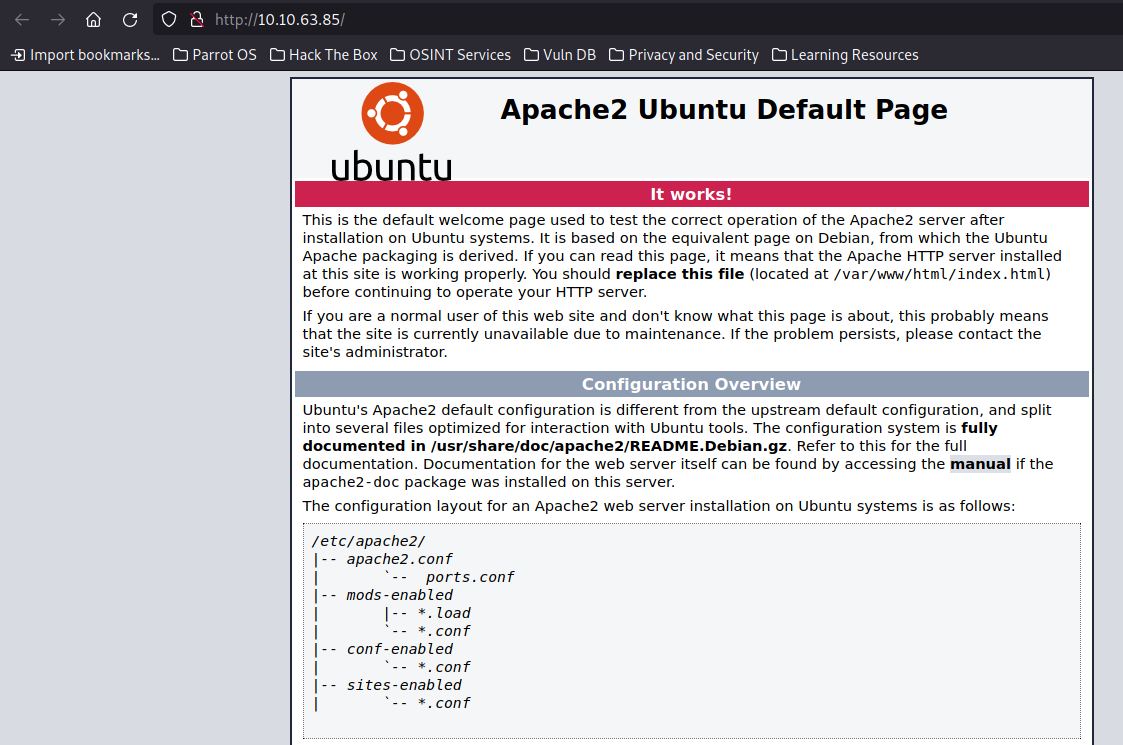 http://10.10.63.85/
Import bookmarks... Parrot OS Hack The Box OSINT Services Vuln DB Privacy and Security Learning Resources
ubuntu
Apache2 Ubuntu Default Page
It works!
This is the default welcome page used to test the correct operation of the Apache2 server after
installation on Ubuntu systems. It is based on the equivalent page on Debian, from which the Ubuntu
Apache packaging is derived. If you can read this page, it means that the Apache HTTP server installed
at this site is working properly. You should replace this file (located at /var/www/html/index.html)
before continuing to operate your HTTP server.
If you are a normal user of this web site and don't know what this page is about, this probably means
that the site is currently unavailable due to maintenance. If the problem persists, please contact the
site's administrator.
Configuration Overview
Ubuntu's Apache2 default configuration is different from the upstream default configuration, and split
into several files optimized for interaction with Ubuntu tools. The configuration system is fully
documented in /usr/share/doc/apache2/README.Debian.gz. Refer to this for the full
documentation. Documentation for the web server itself can be found by accessing the manual if the
apache2-doc package was installed on this server.
The configuration layout for an Apache2 web server installation on Ubuntu systems is as follows:
/etc/apache2/
|-- apache2.conf
|       `--  ports.conf
|-- mods-enabled
|       |-- *.load
|       `-- *.conf
|-- conf-enabled
|       `-- *.conf
|-- sites-enabled
|       `-- *.conf